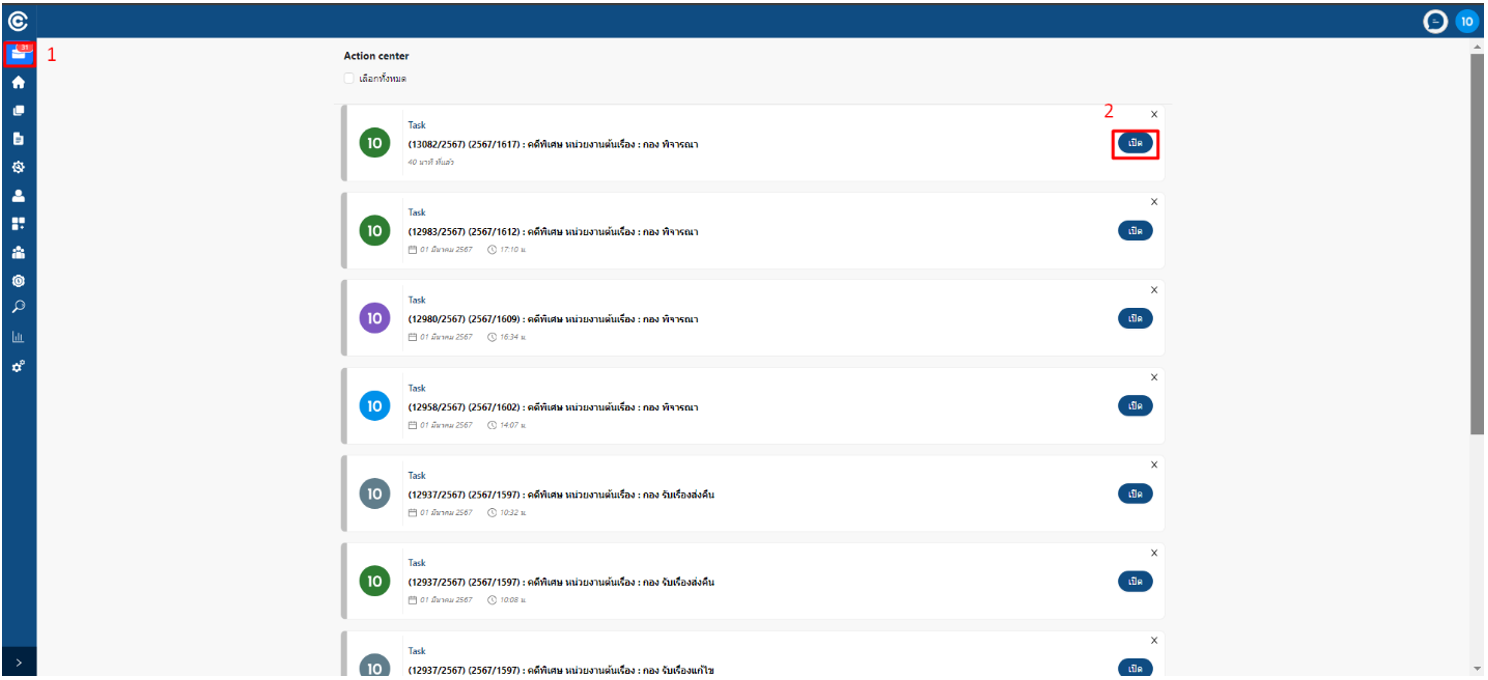 10
31
1
Action center
เลือกทั้งหมด
2
X
Task
10
(13082/2567) (2567/1617) : คดีพิเศษ หน่วยงานต้นเรื่อง : กอง พิจารณา
เปิด
40 นาที ที่แล้ว
X
Task
10
(12983/2567) (2567/1612) : คดีพิเศษ หน่วยงานต้นเรื่อง : กอง พิจารณา
เปิด
01 มีนาคม 2567 17:10 น.
X
Task
10
(12980/2567) (2567/1609) : คดีพิเศษ หน่วยงานต้นเรื่อง : กอง พิจารณา
เปิด
01 มีนาคม 2567 16:34 น.
X
Task
10
(12958/2567) (2567/1602) : คดีพิเศษ หน่วยงานต้นเรื่อง : กอง พิจารณา
เปิด
01 มีนาคม 2567 14:07 น.
X
Task
10
(12937/2567) (2567/1597) : คดีพิเศษ หน่วยงานต้นเรื่อง : กอง รับเรื่องส่งคืน
เปิด
01 มีนาคม 2567 10:32 น.
X
Task
10
(12937/2567) (2567/1597) : คดีพิเศษ หน่วยงานต้นเรื่อง : กอง รับเรื่องส่งคืน
เปิด
01 มีนาคม 2567 10:08 น.
X
Task
10
(12937/2567) (2567/1597) : คดีพิเศษ หน่วยงานต้นเรื่อง : กอง รับเรื่องแก้ไข
เปิด